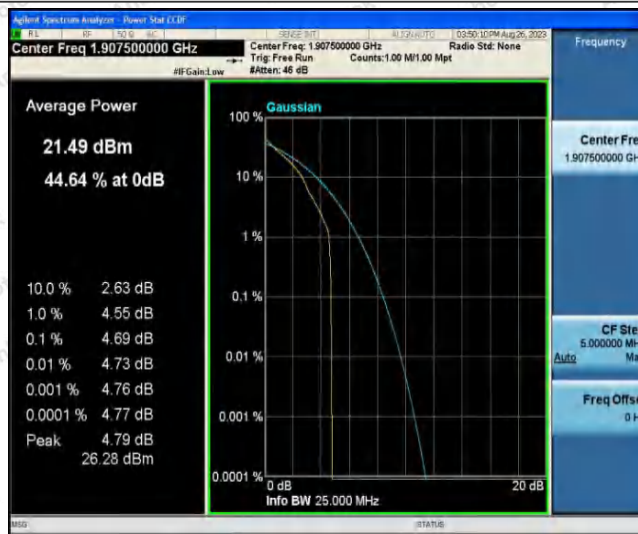 Agilent Spectrum Analyzer - Power Stat CCDF
RL RF 50 Ω AC SENSE:INT ALIGNAUTO 03:50:10PM Aug 26, 2023
Center Freq 1.907500000 GHz
Center Freq: 1.907500000 GHz Radio Std: None
Trig: Free Run Counts:1.00 M/1.00 Mpt
#IFGain:Low #Atten: 46 dB
Frequency
Average Power
21.49 dBm
44.64 % at 0dB
10.0 % 2.63 dB
1.0 % 4.55 dB
0.1 % 4.69 dB
0.01 % 4.73 dB
0.001 % 4.76 dB
0.0001 % 4.77 dB
Peak 4.79 dB
26.28 dBm
Gaussian
100 %
10 %
1 %
0.1 %
0.01 %
0.001 %
0.0001 %
0 dB 20 dB
Info BW 25.000 MHz
Center Fre
1.907500000 GH
CF Ste
5.000000 MH
Auto Ma
Freq Offse
0 H
MSG STATUS